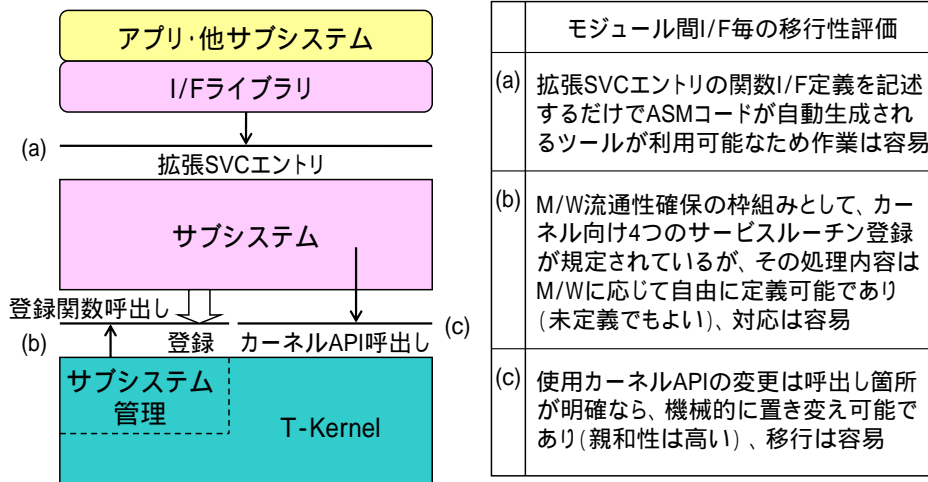 アプリ・他サブシステム
I/Fライブラリ
(a)
拡張SVCエントリ
サブシステム
登録関数呼出し
(b)
登録
カーネルAPI呼出し
(c)
サブシステム
管理
T-Kernel
モジュール間I/F毎の移行性評価
(a)
拡張SVCエントリの関数I/F定義を記述
するだけでASMコードが自動生成され
るツールが利用可能なため作業は容易
(b)
M/W流通性確保の枠組みとして、カー
ネル向け4つのサービスルーチン登録
が規定されているが、その処理内容は
M/Wに応じて自由に定義可能であり
(未定義でもよい)、対応は容易
(c)
使用カーネルAPIの変更は呼出し箇所
が明確なら、機械的に置き変え可能で
あり(親和性は高い)、移行は容易